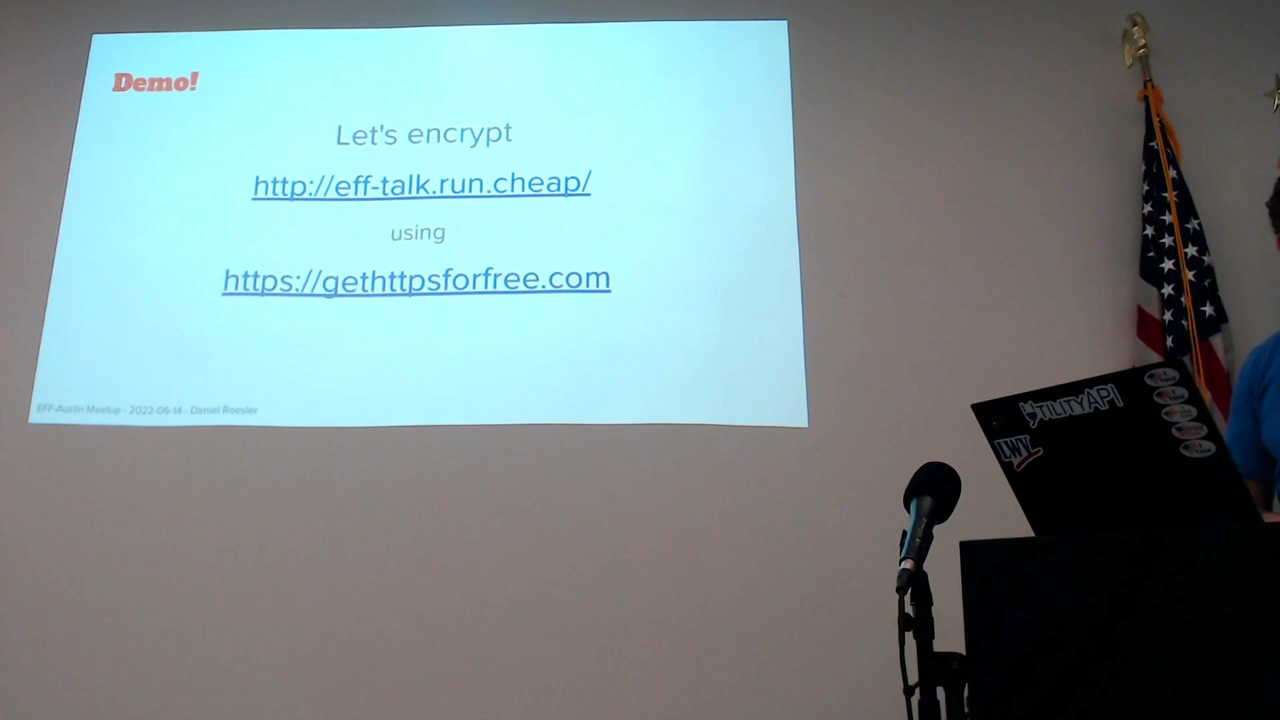 Demo!
Let's encrypt
http://eff-talk.run.cheap/
using
https://gethttpsforfree.com
EFF-Austin Meetup - 2022-06-14 - Daniel Roesler
UTILITYAPI
LWV